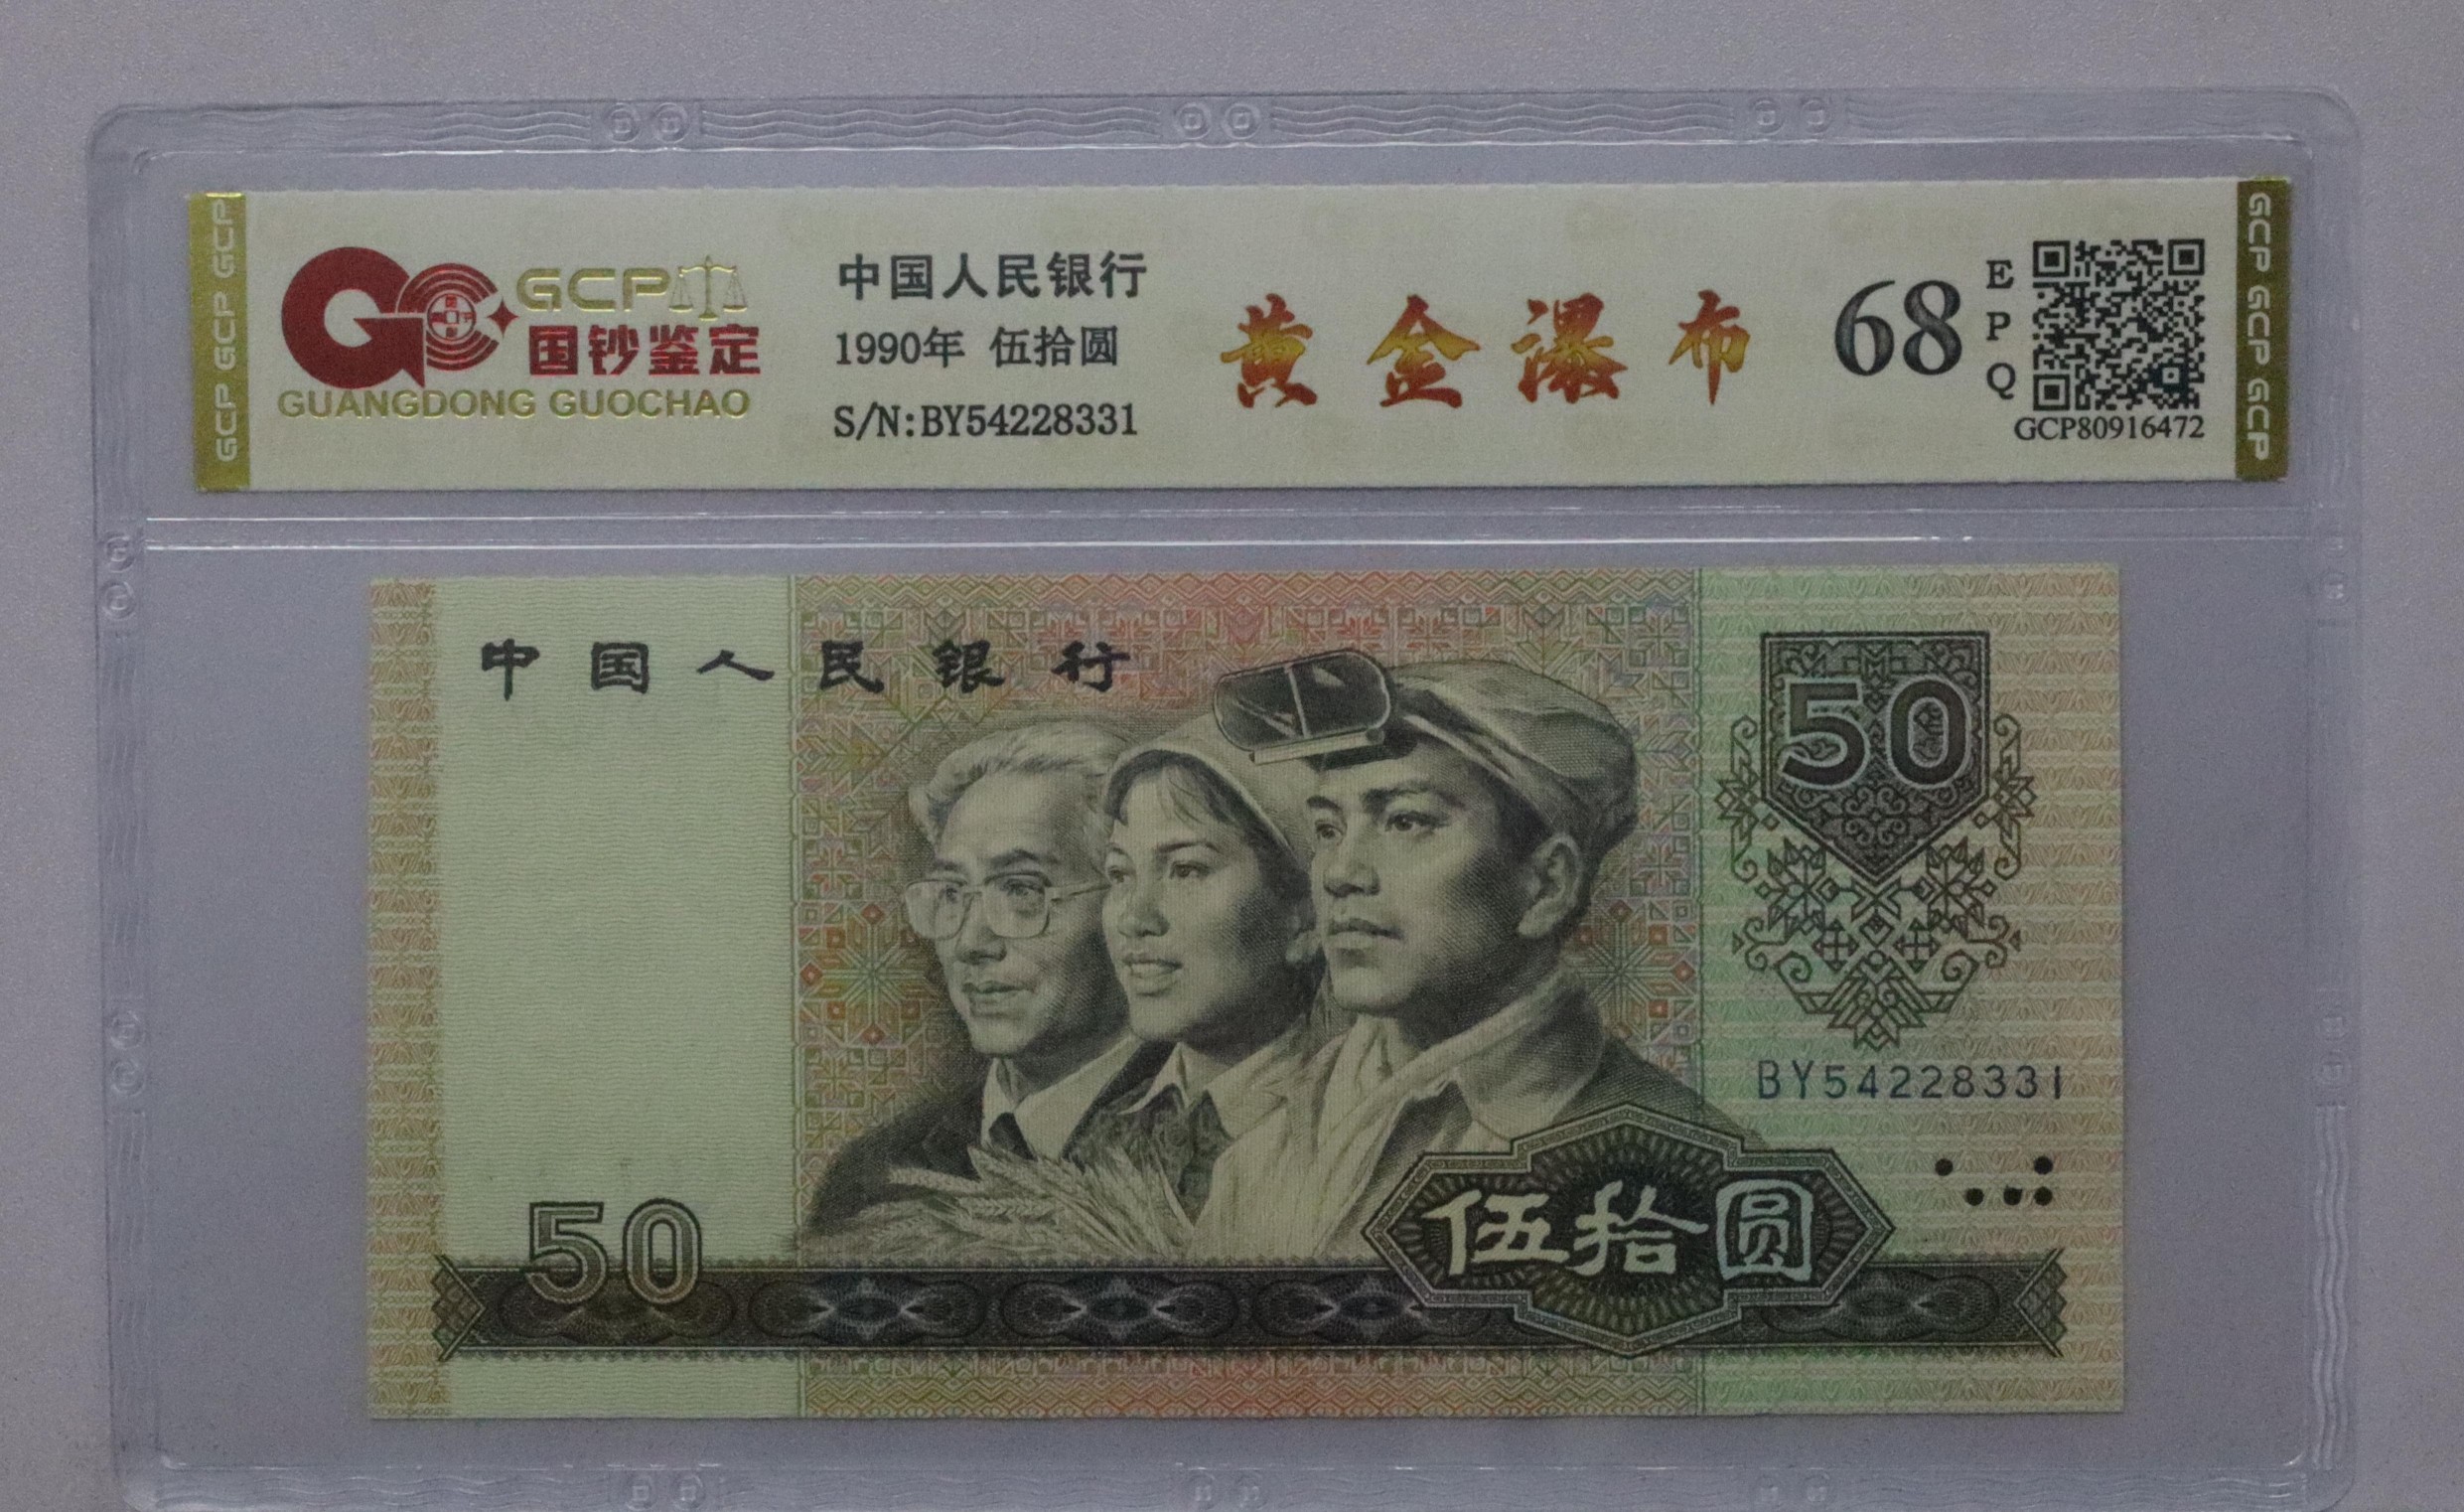 GCP
国钞鉴定
GUANGDONG GUOCHAO
中国人民银行
1990年 伍拾圆
S/N:BY54228331
黄金瀑布
68
EPQ
GCP80916472
GCP GCP GCP
GCP GCP GCP
中国人民银行
50
BY54228331
50
伍拾圆